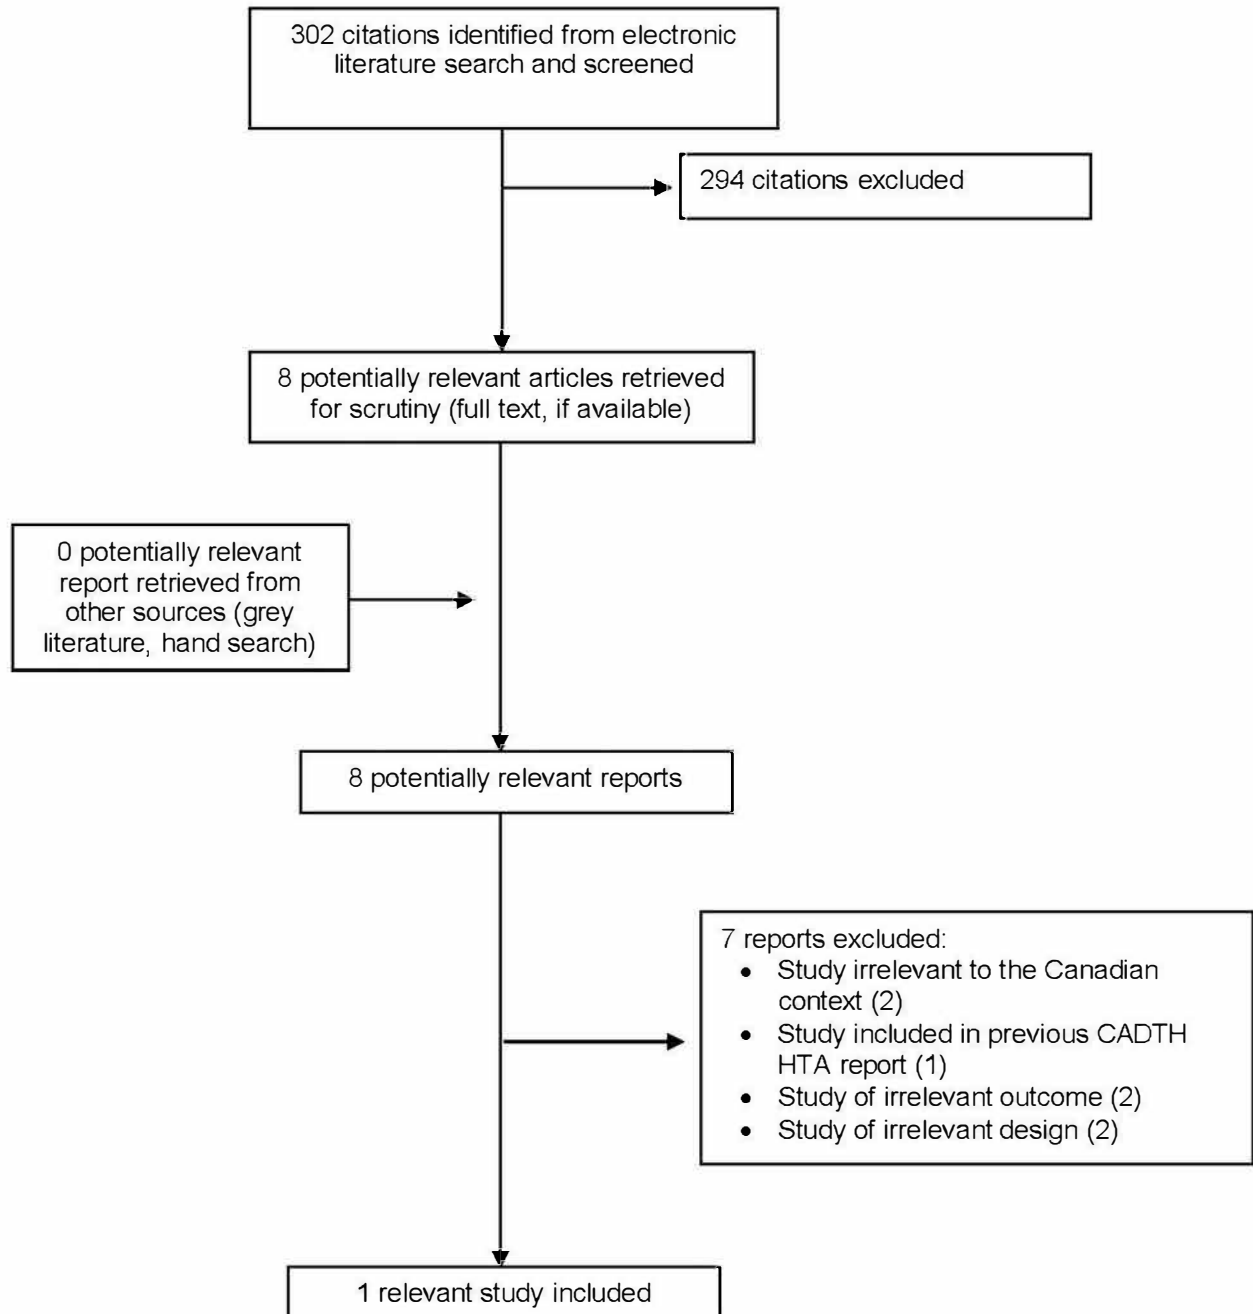 302 citations identified from electronic
literature search and screened
294 citations excluded
8 potentially relevant articles retrieved
for scrutiny (full text, if available)
0 potentially relevant
report retrieved from
other sources (grey
literature, hand search)
8 potentially relevant reports
7 reports excluded:
• Study irrelevant to the Canadian
context (2)
• Study included in previous CADTH
HTA report (1)
• Study of irrelevant outcome (2)
• Study of irrelevant design (2)
1 relevant study included